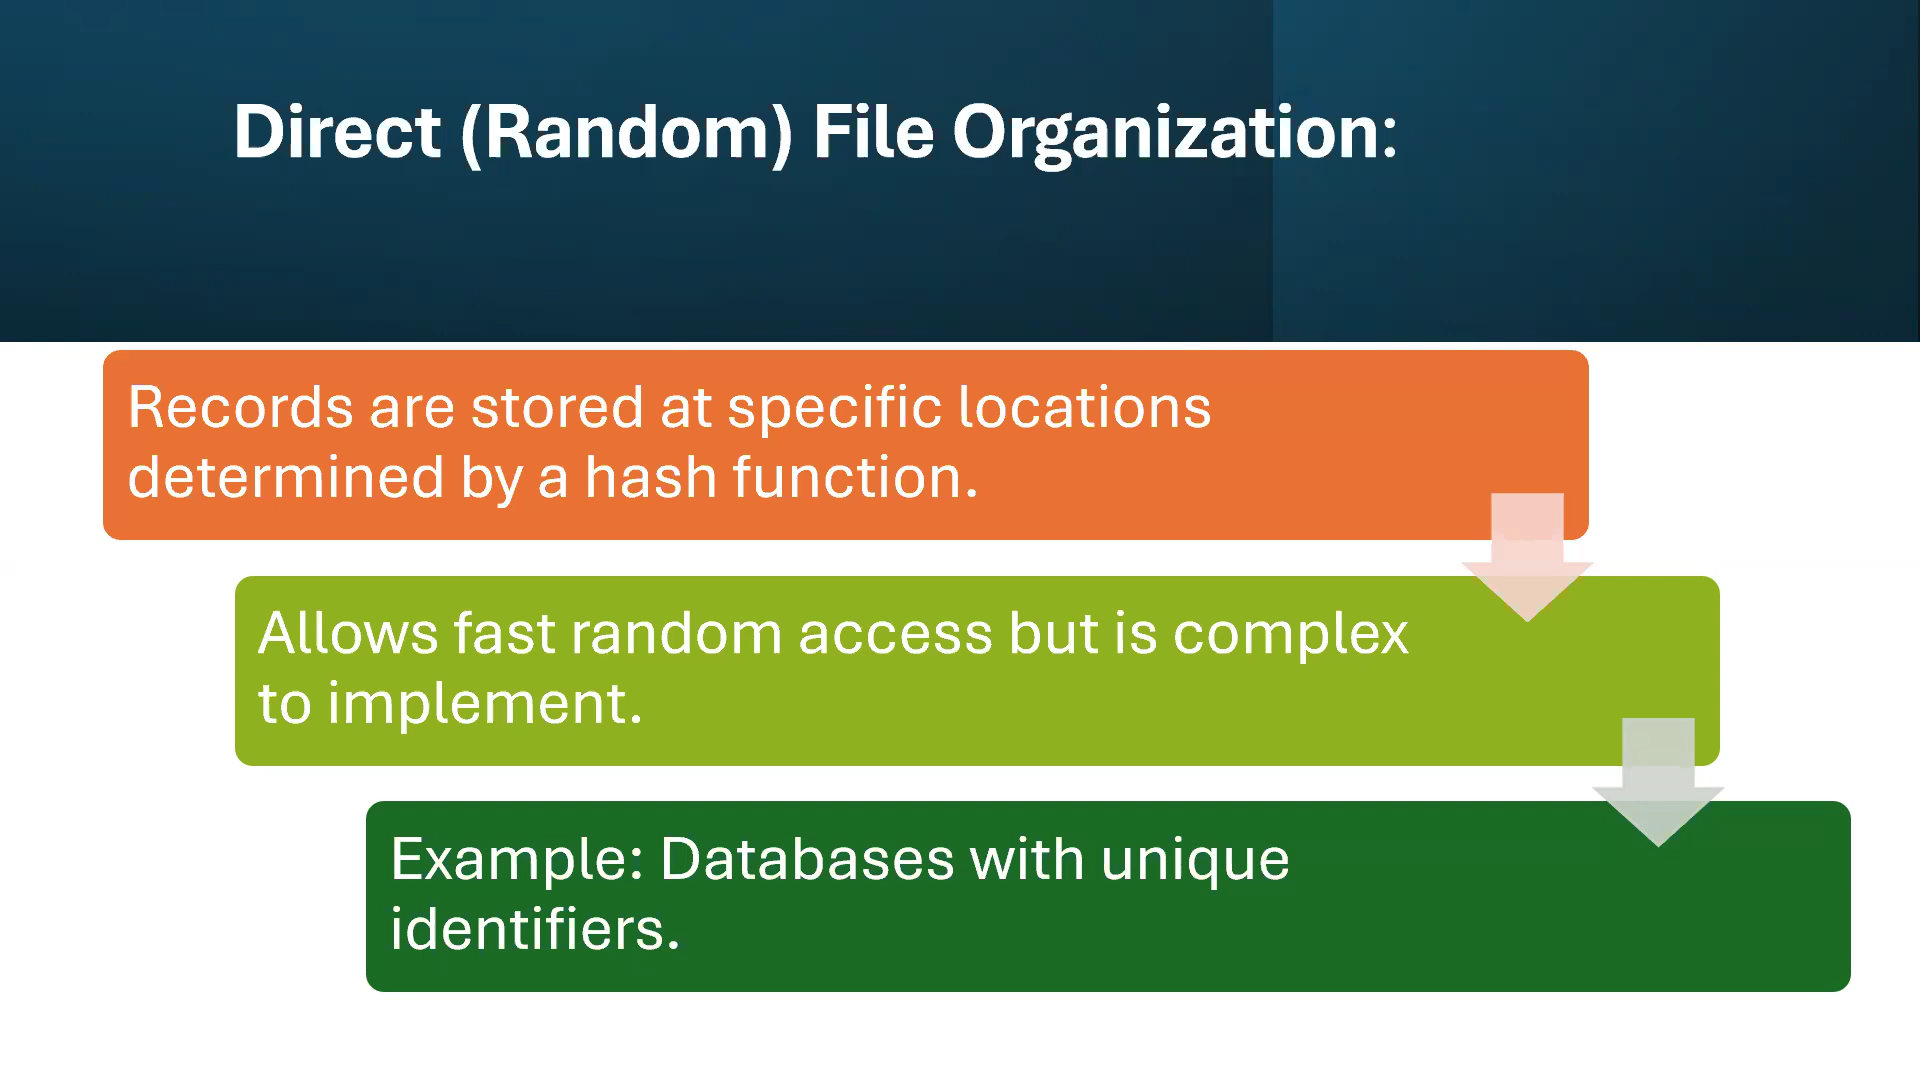 Direct (Random) File Organization:
Records are stored at specific locations
determined by a hash function.
Allows fast random access but is complex
to implement.
Example: Databases with unique
identifiers.